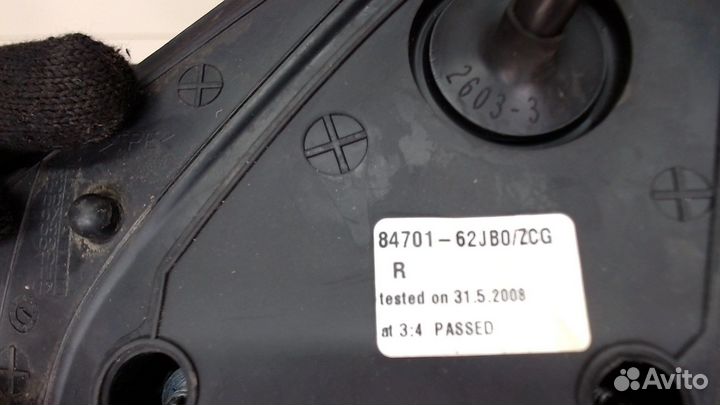 2603-3
84701-62JB0/ZCG
R
tested on 31.5.2008
at 3:4 PASSED
Avito